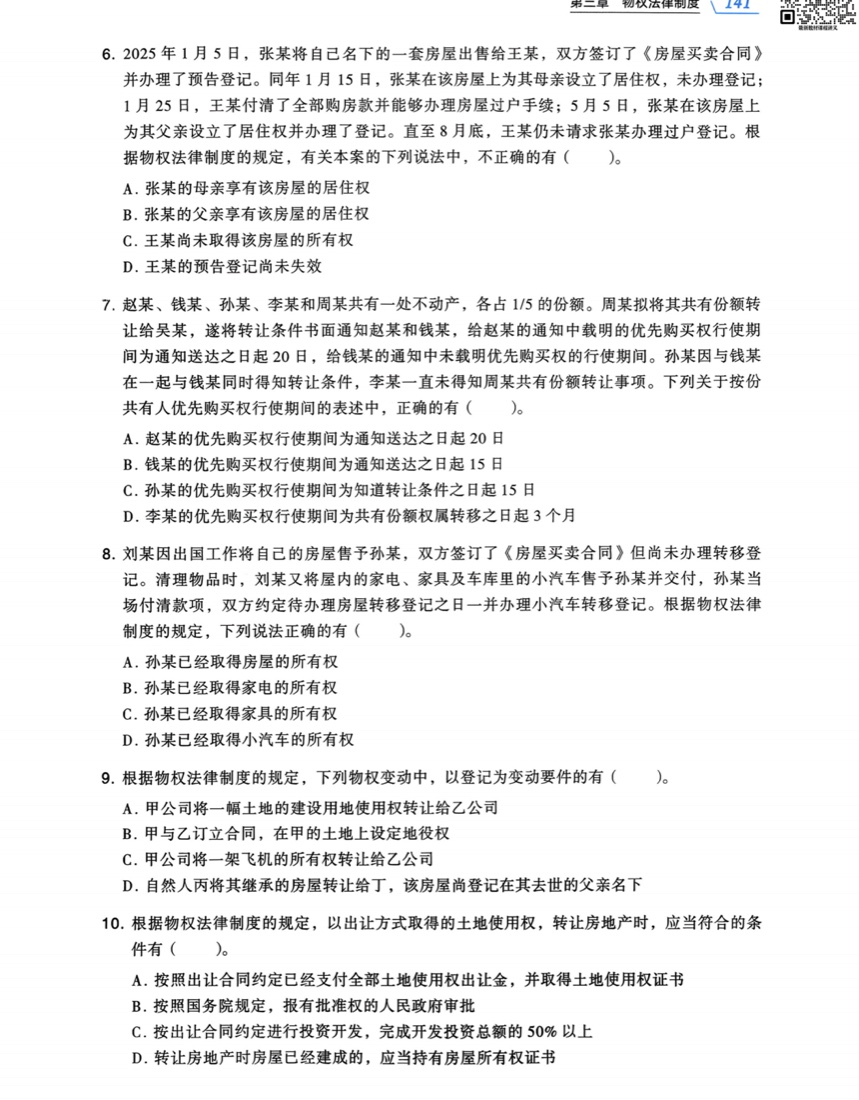 第三章 物权法律制度 141
6. 2025 年 1 月 5 日，张某将自己名下的一套房屋出售给王某，双方签订了《房屋买卖合同》
并办理了预告登记。同年 1 月 15 日，张某在该房屋上为其母亲设立了居住权，未办理登记；
1 月 25 日，王某付清了全部购房款并能够办理房屋过户手续；5 月 5 日，张某在该房屋上
为其父亲设立了居住权并办理了登记。直至 8 月底，王某仍未请求张某办理过户登记。根
据物权法律制度的规定，有关本案的下列说法中，不正确的有（　　）。
A. 张某的母亲享有该房屋的居住权
B. 张某的父亲享有该房屋的居住权
C. 王某尚未取得该房屋的所有权
D. 王某的预告登记尚未失效
7. 赵某、钱某、孙某、李某和周某共有一处不动产，各占 1/5 的份额。周某拟将其共有份额转
让给吴某，遂将转让条件书面通知赵某和钱某，给赵某的通知中载明的优先购买权行使期
间为通知送达之日起 20 日，给钱某的通知中未载明优先购买权的行使期间。孙某因与钱某
在一起与钱某同时得知转让条件，李某一直未得知周某共有份额转让事项。下列关于按份
共有人优先购买权行使期间的表述中，正确的有（　　）。
A. 赵某的优先购买权行使期间为通知送达之日起 20 日
B. 钱某的优先购买权行使期间为通知送达之日起 15 日
C. 孙某的优先购买权行使期间为知道转让条件之日起 15 日
D. 李某的优先购买权行使期间为共有份额权属转移之日起 3 个月
8. 刘某因出国工作将自己的房屋售予孙某，双方签订了《房屋买卖合同》但尚未办理转移登
记。清理物品时，刘某又将屋内的家电、家具及车库里的小汽车售予孙某并交付，孙某当
场付清款项，双方约定待办理房屋转移登记之日一并办理小汽车转移登记。根据物权法律
制度的规定，下列说法正确的有（　　）。
A. 孙某已经取得房屋的所有权
B. 孙某已经取得家电的所有权
C. 孙某已经取得家具的所有权
D. 孙某已经取得小汽车的所有权
9. 根据物权法律制度的规定，下列物权变动中，以登记为变动要件的有（　　）。
A. 甲公司将一幅土地的建设用地使用权转让给乙公司
B. 甲与乙订立合同，在甲的土地上设定地役权
C. 甲公司将一架飞机的所有权转让给乙公司
D. 自然人丙将其继承的房屋转让给丁，该房屋尚登记在其去世的父亲名下
10. 根据物权法律制度的规定，以出让方式取得的土地使用权，转让房地产时，应当符合的条
件有（　　）。
A. 按照出让合同约定已经支付全部土地使用权出让金，并取得土地使用权证书
B. 按照国务院规定，报有批准权的人民政府审批
C. 按出让合同约定进行投资开发，完成开发投资总额的 50% 以上
D. 转让房地产时房屋已经建成的，应当持有房屋所有权证书